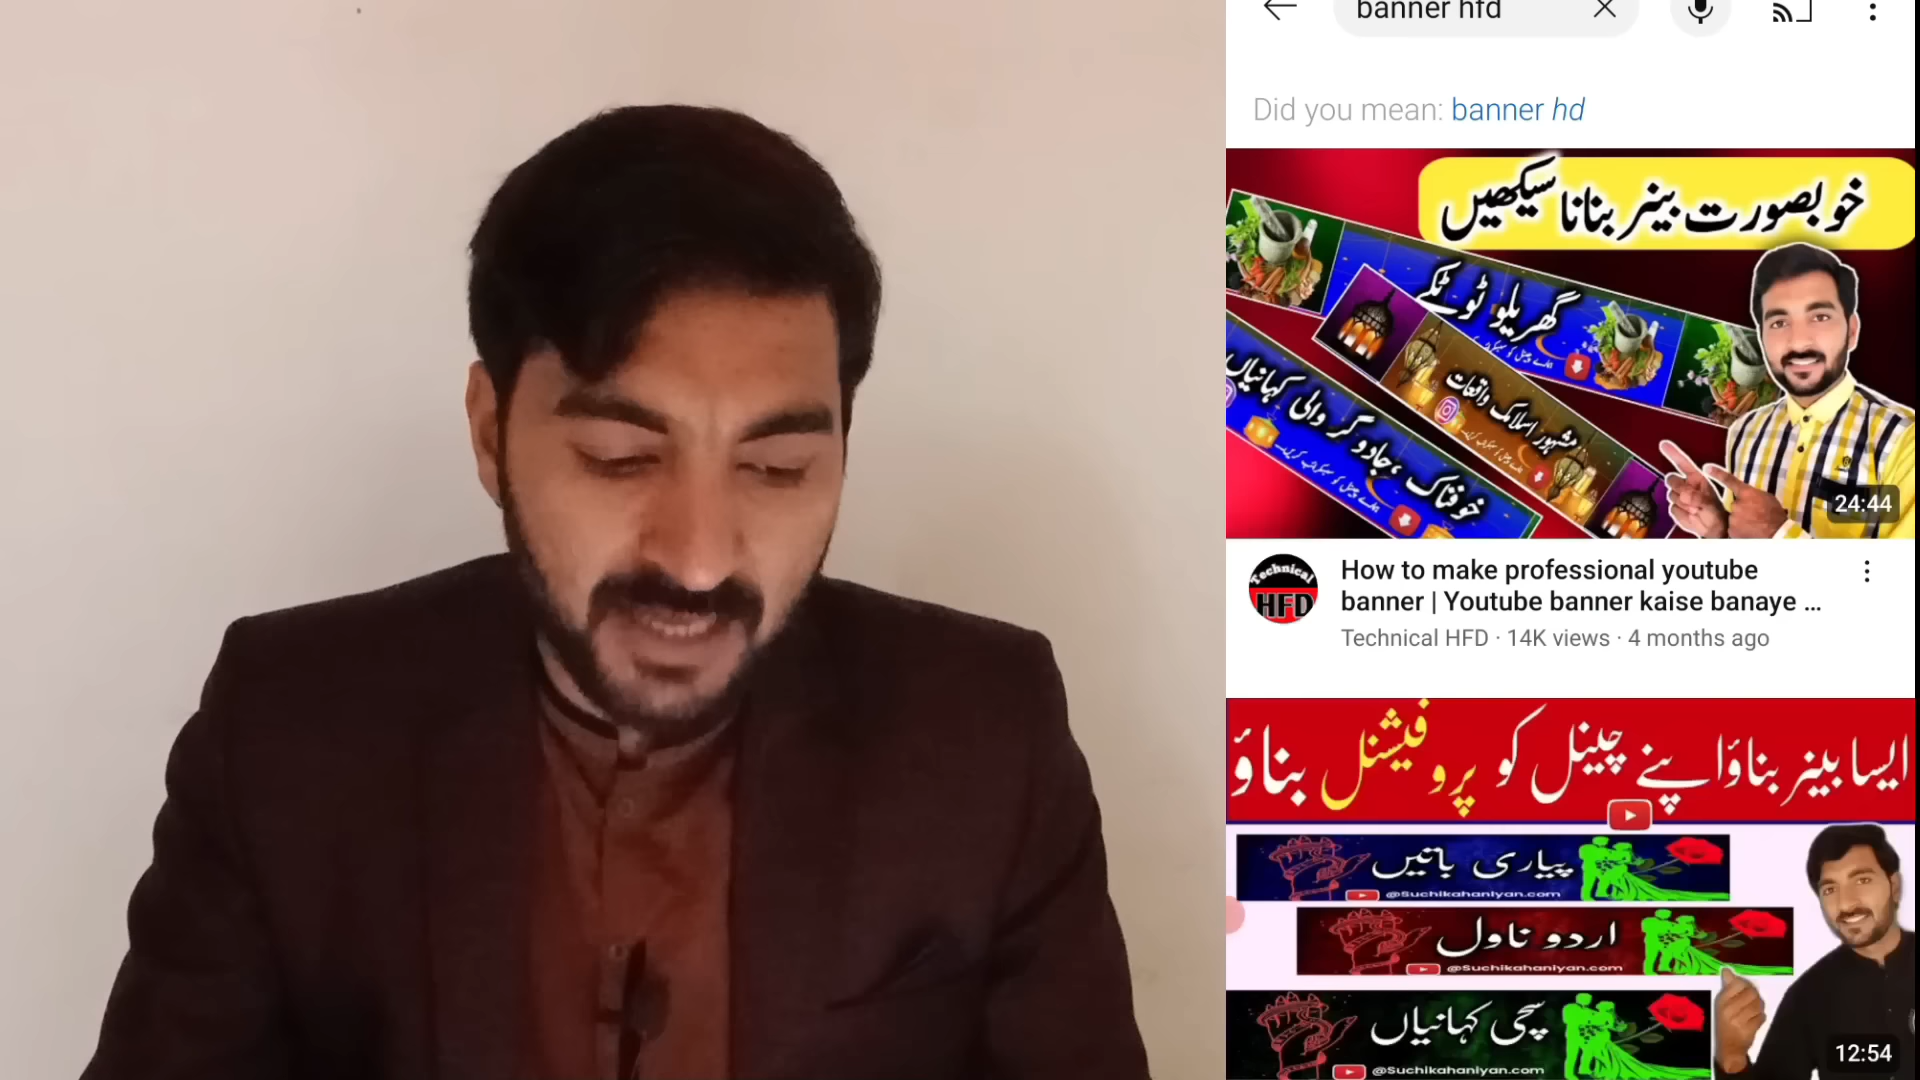 banner hfd
Did you mean: banner hd
خوبصورت بینر بنانا سیکھیں
گھریلو ٹوٹکے
مشہور اسلامک واقعات
خوفناک، جادوگر والی کہانیاں
24:44
Technical
HFD
How to make professional youtube
banner | Youtube banner kaise banaye ...
Technical HFD · 14K views · 4 months ago
ایسا بینر بناؤ اپنے چینل کو پروفیشنل بناؤ
پیاری باتیں
@Suchikahaniyan.com
اردو ناول
@Suchikahaniyan.com
سچی کہانیاں
@Suchikahaniyan.com
12:54